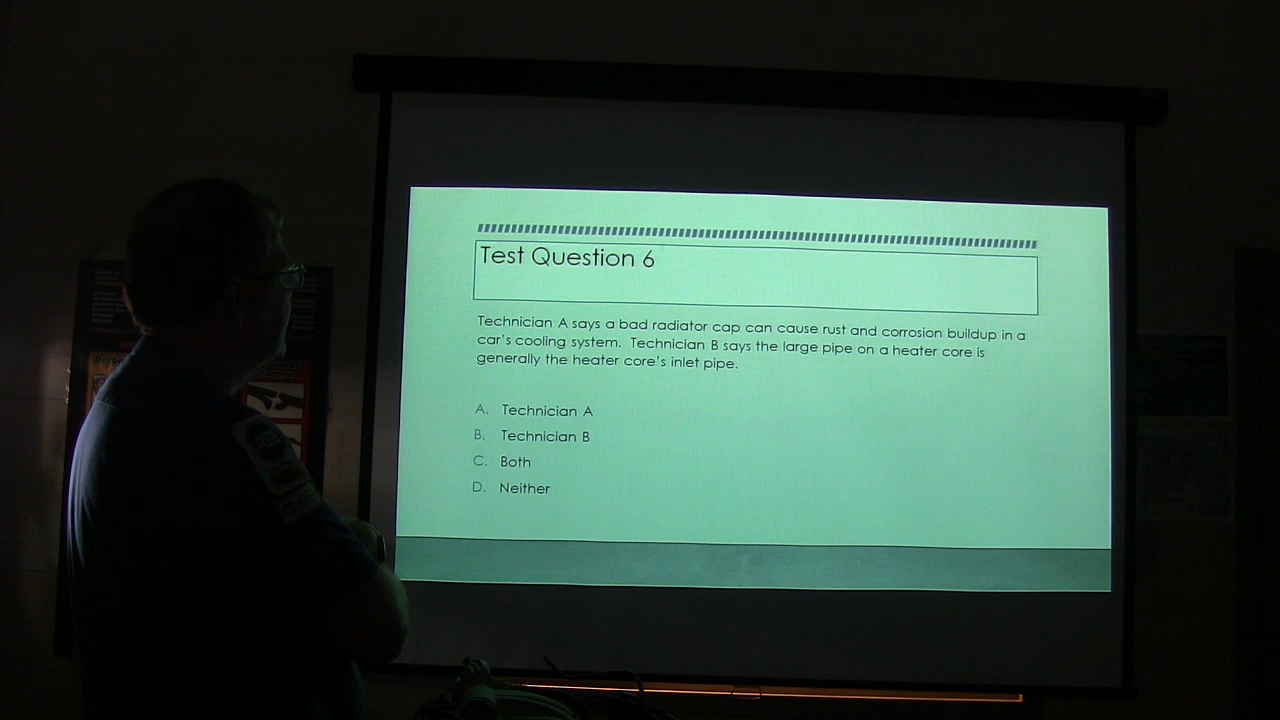 Test Question 6
Technician A says a bad radiator cap can cause rust and corrosion buildup in a
car's cooling system. Technician B says the large pipe on a heater core is
generally the heater core's inlet pipe.
A. Technician A
B. Technician B
C. Both
D. Neither